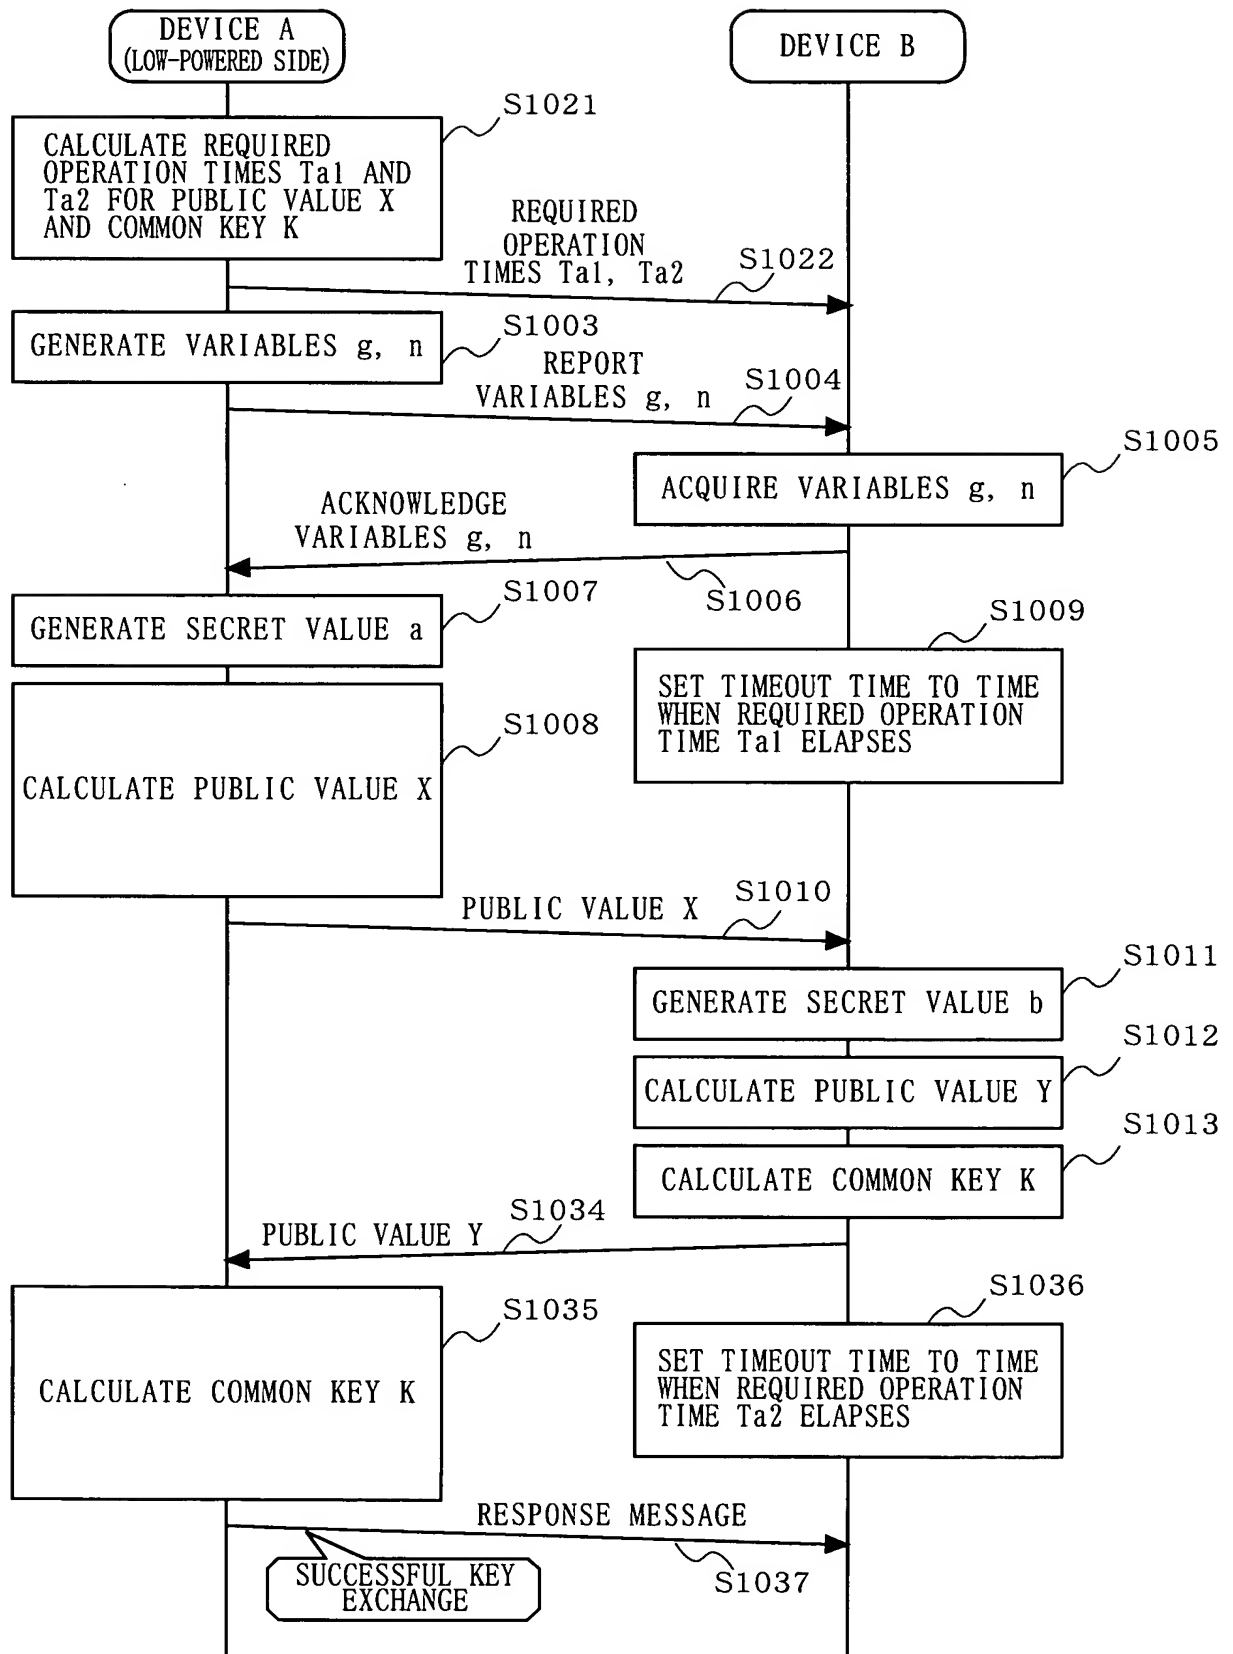 DEVICE A
(LOW-POWERED SIDE)
DEVICE B
S1021
CALCULATE REQUIRED
OPERATION TIMES Ta1 AND
Ta2 FOR PUBLIC VALUE X
AND COMMON KEY K
REQUIRED
OPERATION
TIMES Ta1, Ta2
S1022
S1003
GENERATE VARIABLES g, n
REPORT
VARIABLES g, n
S1004
S1005
ACQUIRE VARIABLES g, n
ACKNOWLEDGE
VARIABLES g, n
S1006
S1007
GENERATE SECRET VALUE a
S1009
SET TIMEOUT TIME TO TIME
WHEN REQUIRED OPERATION
TIME Ta1 ELAPSES
S1008
CALCULATE PUBLIC VALUE X
PUBLIC VALUE X
S1010
S1011
GENERATE SECRET VALUE b
S1012
CALCULATE PUBLIC VALUE Y
S1013
CALCULATE COMMON KEY K
S1034
PUBLIC VALUE Y
S1035
CALCULATE COMMON KEY K
S1036
SET TIMEOUT TIME TO TIME
WHEN REQUIRED OPERATION
TIME Ta2 ELAPSES
RESPONSE MESSAGE
S1037
SUCCESSFUL KEY
EXCHANGE